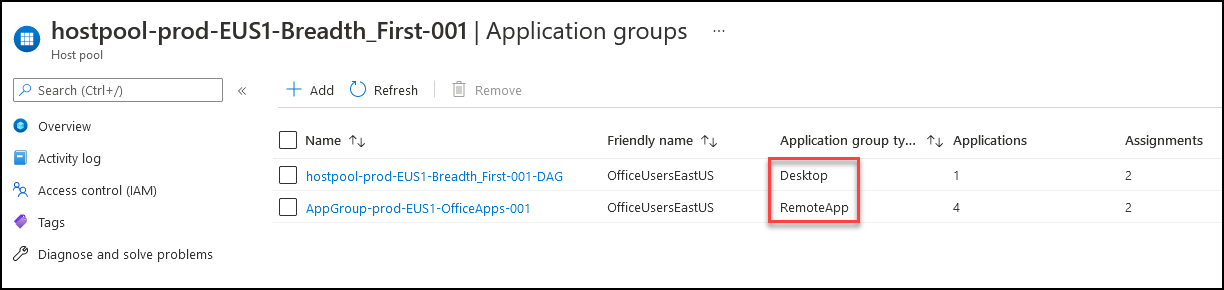 hostpool-prod-EUS1-Breadth_First-001 | Application groups ...
Host pool
Search (Ctrl+/) «
Add Refresh Remove
Overview
Activity log
Access control (IAM)
Tags
Diagnose and solve problems
Name ↑↓ Friendly name ↑↓ Application group ty... ↑↓ Applications Assignments
hostpool-prod-EUS1-Breadth_First-001-DAG OfficeUsersEastUS Desktop 1 2
AppGroup-prod-EUS1-OfficeApps-001 OfficeUsersEastUS RemoteApp 4 2